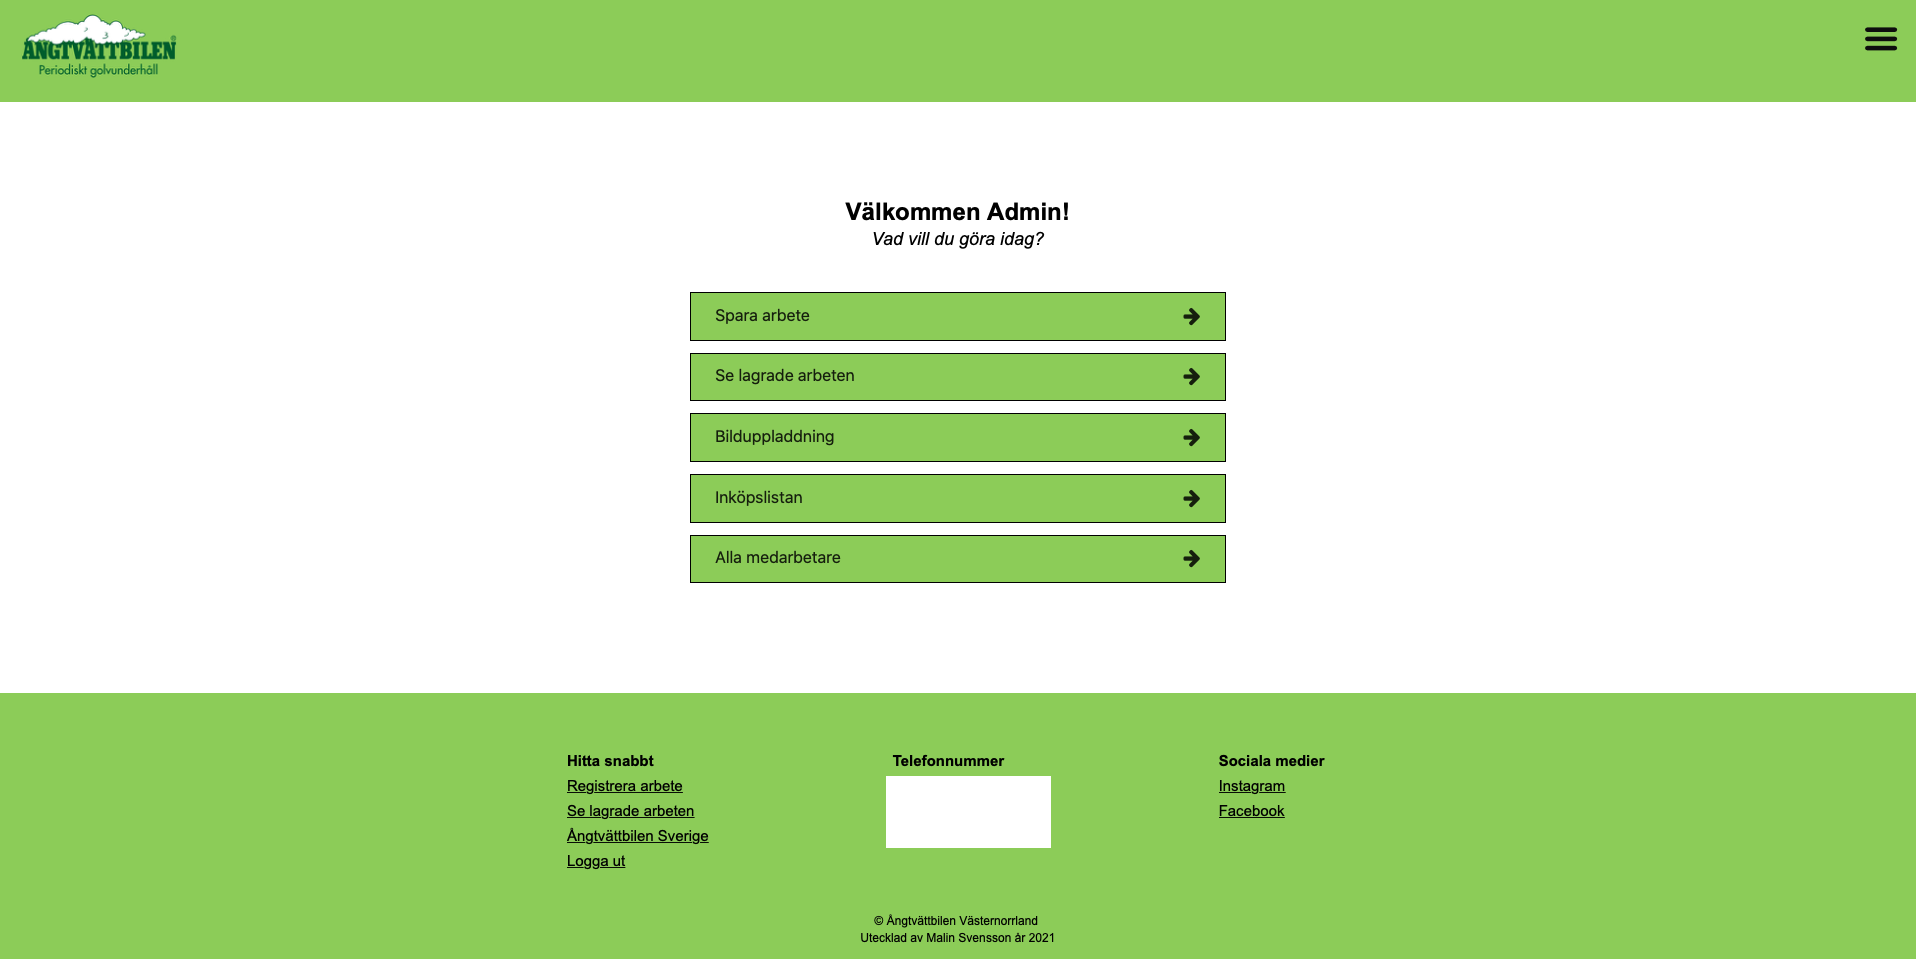 ÅNGTVÄTTBILEN®
Periodiskt golvunderhåll
Välkommen Admin!
Vad vill du göra idag?
Spara arbete
Se lagrade arbeten
Bilduppladdning
Inköpslistan
Alla medarbetare
Hitta snabbt
Registrera arbete
Se lagrade arbeten
Ångtvättbilen Sverige
Logga ut
Telefonnummer
Sociala medier
Instagram
Facebook
© Ångtvättbilen Västernorrland
Utecklad av Malin Svensson år 2021